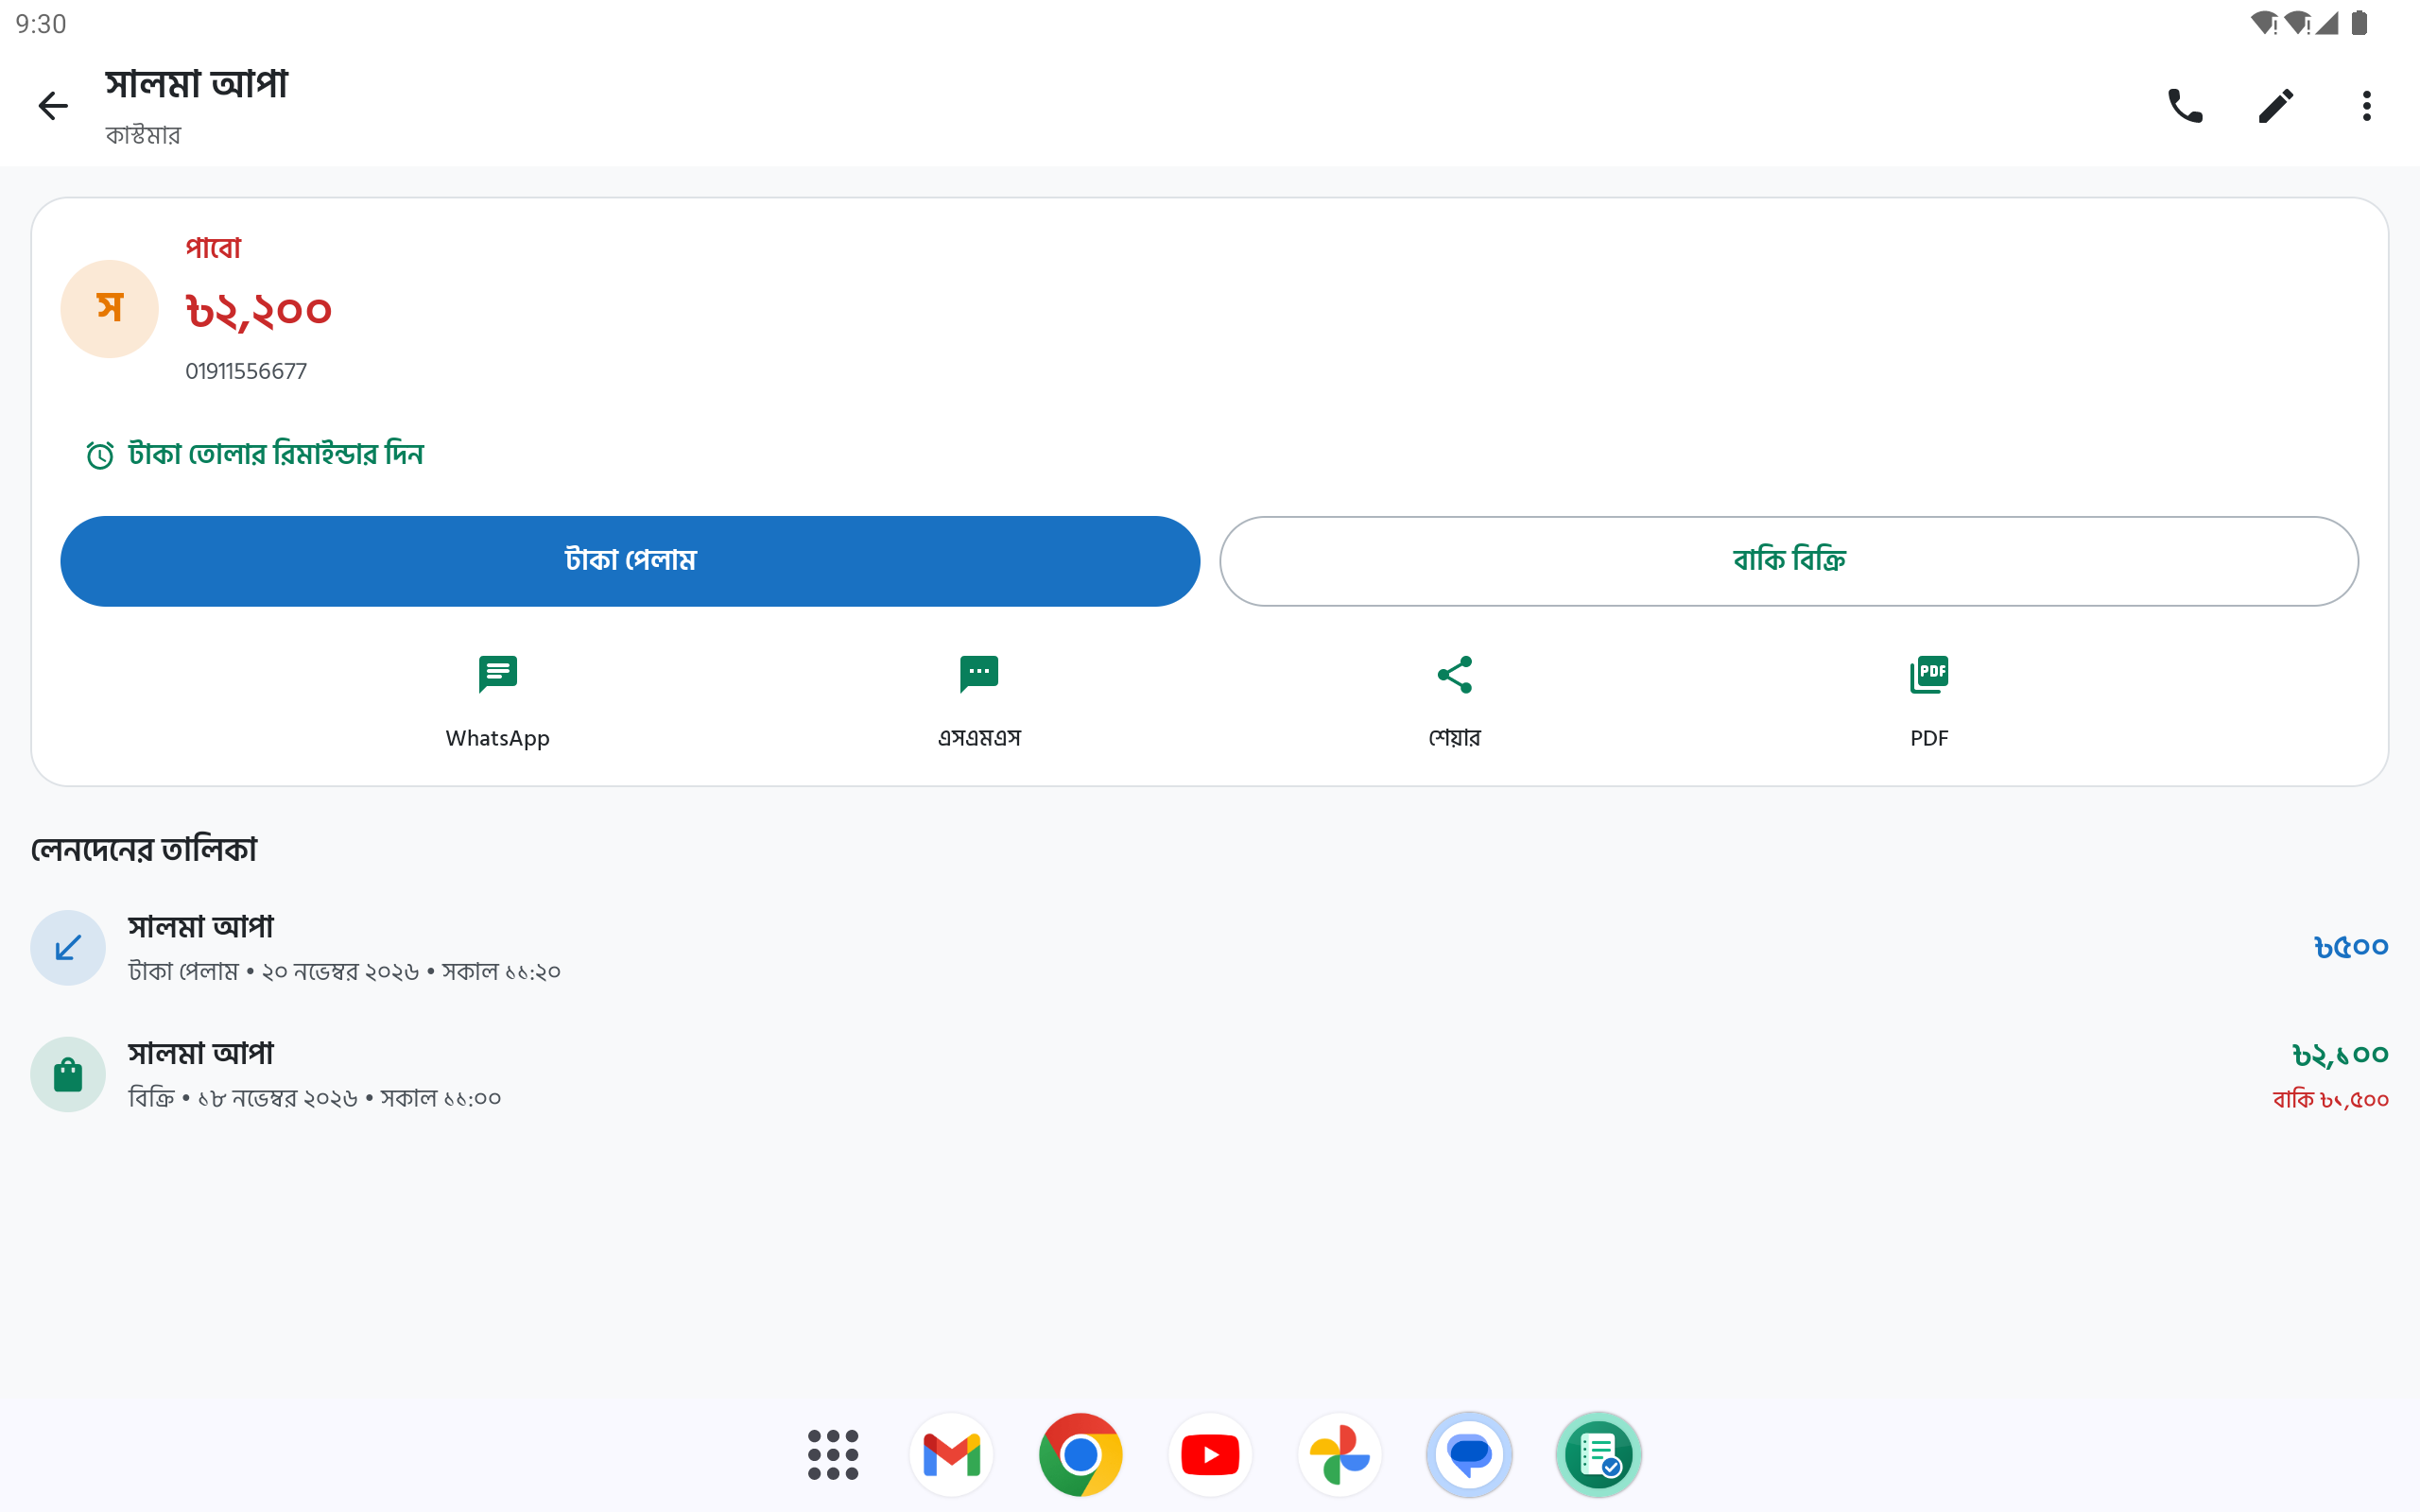 9:30
সালমা আপা
কাস্টমার
পাবো
স
৳২,২০০
01911556677
টাকা তোলার রিমাইন্ডার দিন
টাকা পেলাম
বাকি বিক্রি
WhatsApp
এসএমএস
শেয়ার
PDF
PDF
লেনদেনের তালিকা
সালমা আপা
৳৫০০
টাকা পেলাম • ২০ নভেম্বর ২০২৬ • সকাল ১১:২০
সালমা আপা
৳২,১০০
বিক্রি • ১৮ নভেম্বর ২০২৬ • সকাল ১১:০০
বাকি ৳১,৫০০